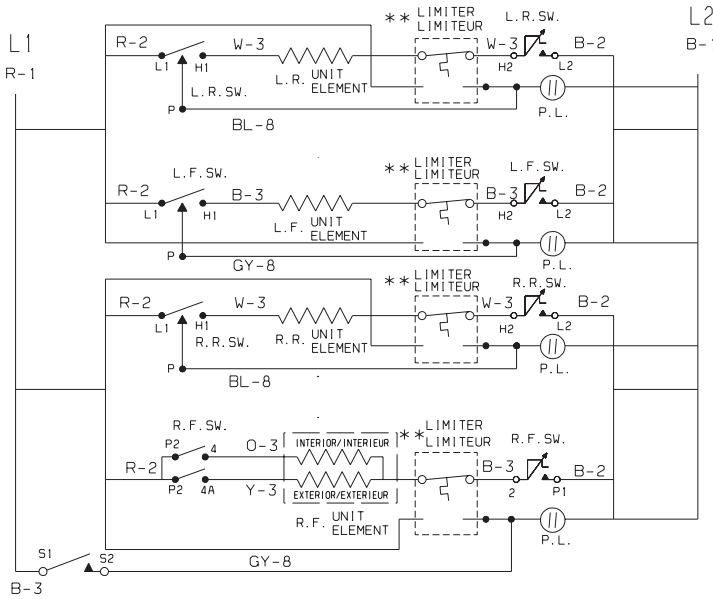 L1
R-1
L2
B-
R-2
L1
H1
W-3
L.R.SW.
P
BL-8
L.R. UNIT
ELEMENT
** LIMITER
LIMITEUR
W-3
H2
L.R.SW.
L2
B-2
P.L.
L.F.SW.
R-2
L1
H1
B-3
P
GY-8
L.F. UNIT
ELEMENT
** LIMITER
LIMITEUR
B-3
H2
L.F.SW.
L2
B-2
P.L.
R-2
L1
H1
W-3
R.R.SW.
P
BL-8
R.R. UNIT
ELEMENT
** LIMITER
LIMITEUR
W-3
H2
R.R.SW.
L2
B-2
P.L.
R.F.SW.
R-2
P2
4
O-3
P2
4A
Y-3
INTERIOR/INTERIEUR
EXTERIOR/EXTERIEUR
R.F. UNIT
ELEMENT
** LIMITER
LIMITEUR
B-3
2
R.F.SW.
P1
B-2
P.L.
S1
S2
GY-8
B-3